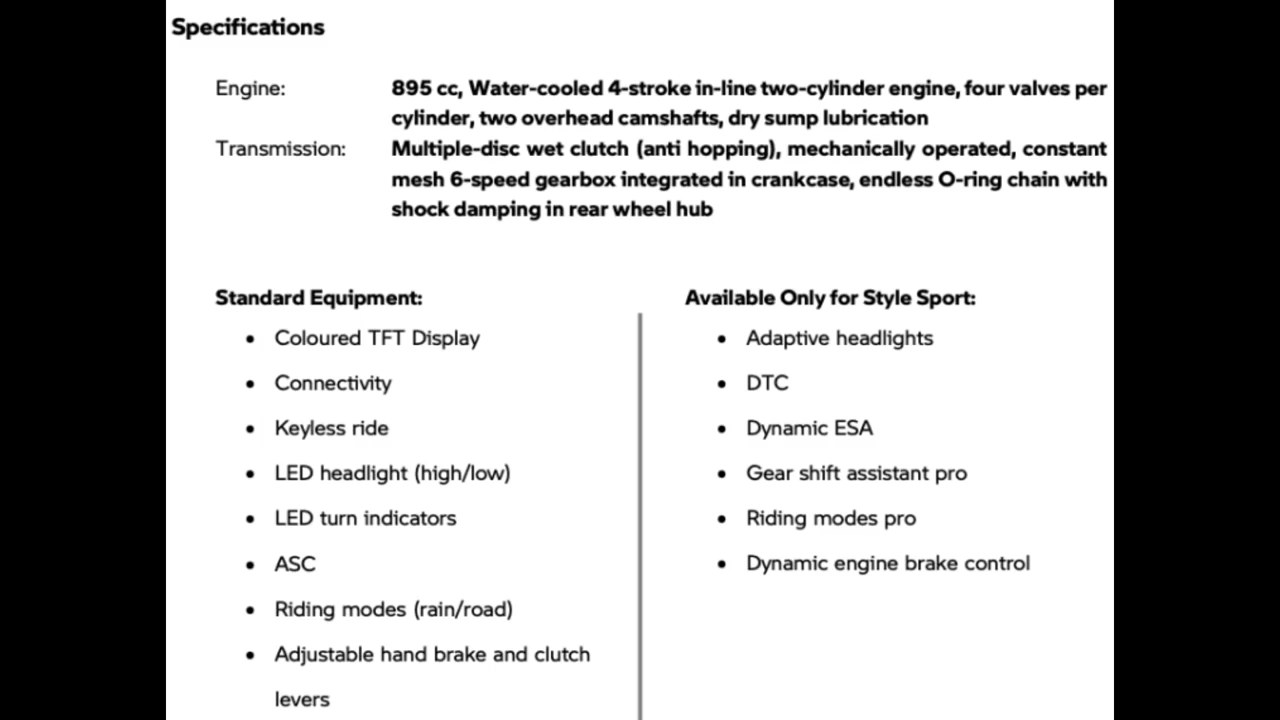 Specifications
Engine: 895 cc, Water-cooled 4-stroke in-line two-cylinder engine, four valves per
cylinder, two overhead camshafts, dry sump lubrication
Transmission: Multiple-disc wet clutch (anti hopping), mechanically operated, constant
mesh 6-speed gearbox integrated in crankcase, endless O-ring chain with
shock damping in rear wheel hub
Standard Equipment:
• Coloured TFT Display
• Connectivity
• Keyless ride
• LED headlight (high/low)
• LED turn indicators
• ASC
• Riding modes (rain/road)
• Adjustable hand brake and clutch
levers
Available Only for Style Sport:
• Adaptive headlights
• DTC
• Dynamic ESA
• Gear shift assistant pro
• Riding modes pro
• Dynamic engine brake control